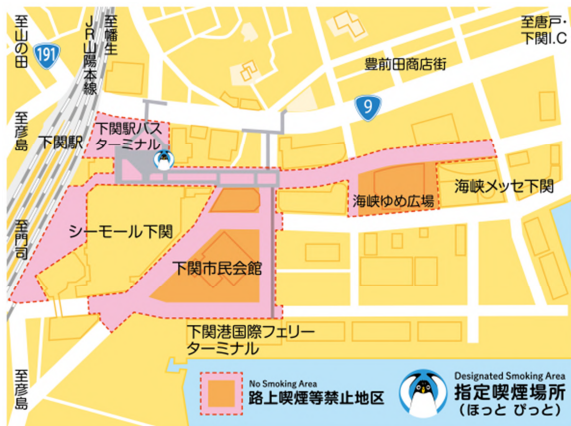 至山の田
191
JR山陽本線
至幡生
至唐戸・
下関I.C
豊前田商店街
9
至彦島
下関駅
下関駅バス
ターミナル
海峡ゆめ広場
海峡メッセ下関
シーモール下関
至門司
下関市民会館
下関港国際フェリー
ターミナル
至彦島
No Smoking Area
路上喫煙等禁止地区
Designated Smoking Area
指定喫煙場所
(ほっと ぴっと)